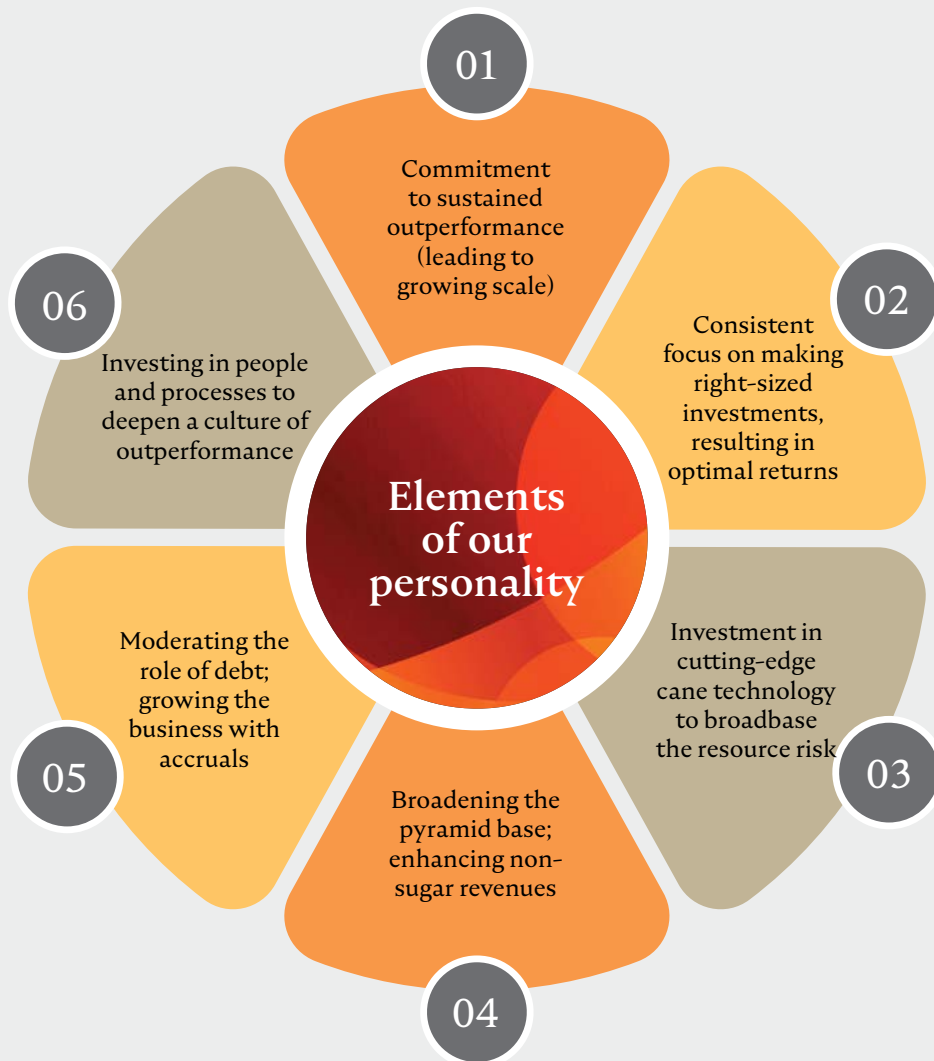 01
Commitment
to sustained
outperformance
(leading to
growing scale)
02
Consistent
focus on making
right-sized
investments,
resulting in
optimal returns
03
Investment in
cutting-edge
cane technology
to broadbase
the resource risk
04
Broadening the
pyramid base;
enhancing non-
sugar revenues
05
Moderating the
role of debt;
growing the
business with
accruals
06
Investing in people
and processes to
deepen a culture of
outperformance
Elements
of our
personality